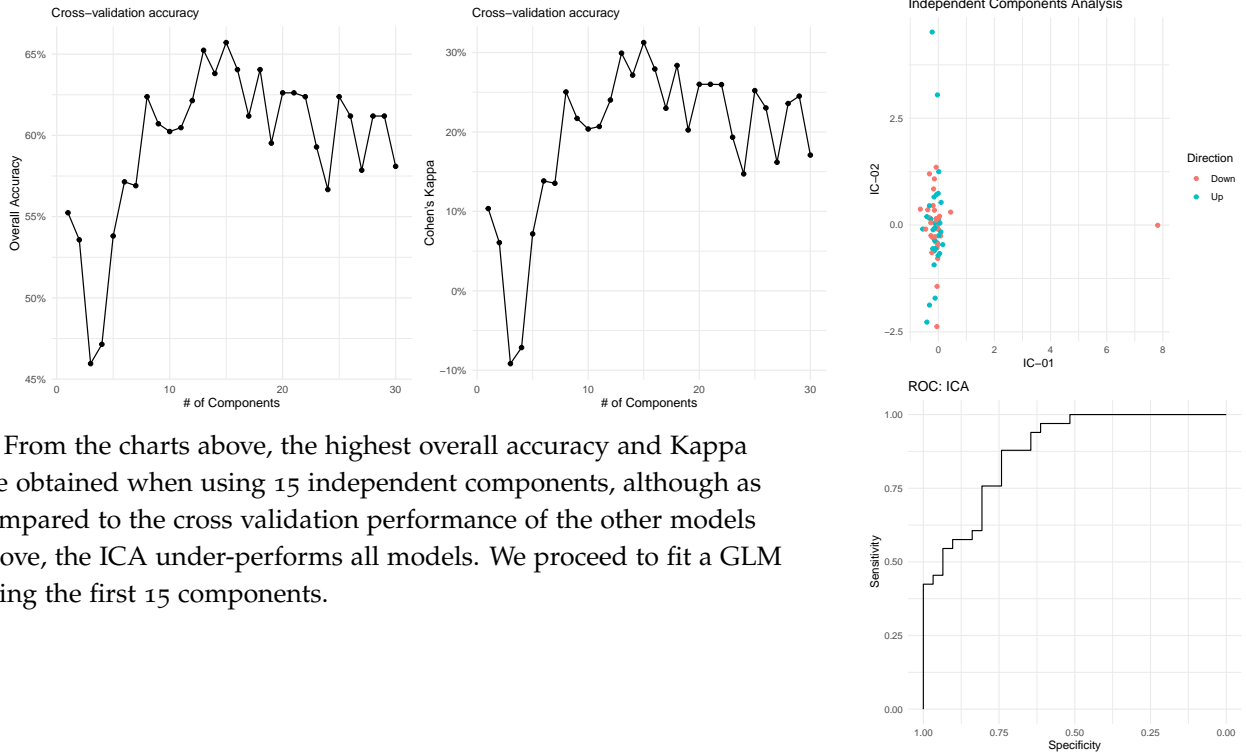 Cross−validation accuracy
65%
60%
55%
50%
45%
Overall Accuracy
0 10 20 30
# of Components
Cross−validation accuracy
30%
20%
10%
0%
−10%
Cohen's Kappa
0 10 20 30
# of Components
Independent Components Analysis
2.5
0.0
−2.5
IC−02
0 2 4 6 8
IC−01
Direction
Down
Up
From the charts above, the highest overall accuracy and Kappa
e obtained when using 15 independent components, although as
mpared to the cross validation performance of the other models
ove, the ICA under-performs all models. We proceed to fit a GLM
ing the first 15 components.
ROC: ICA
1.00
0.75
0.50
0.25
0.00
Sensitivity
1.00 0.75 0.50 0.25 0.00
Specificity